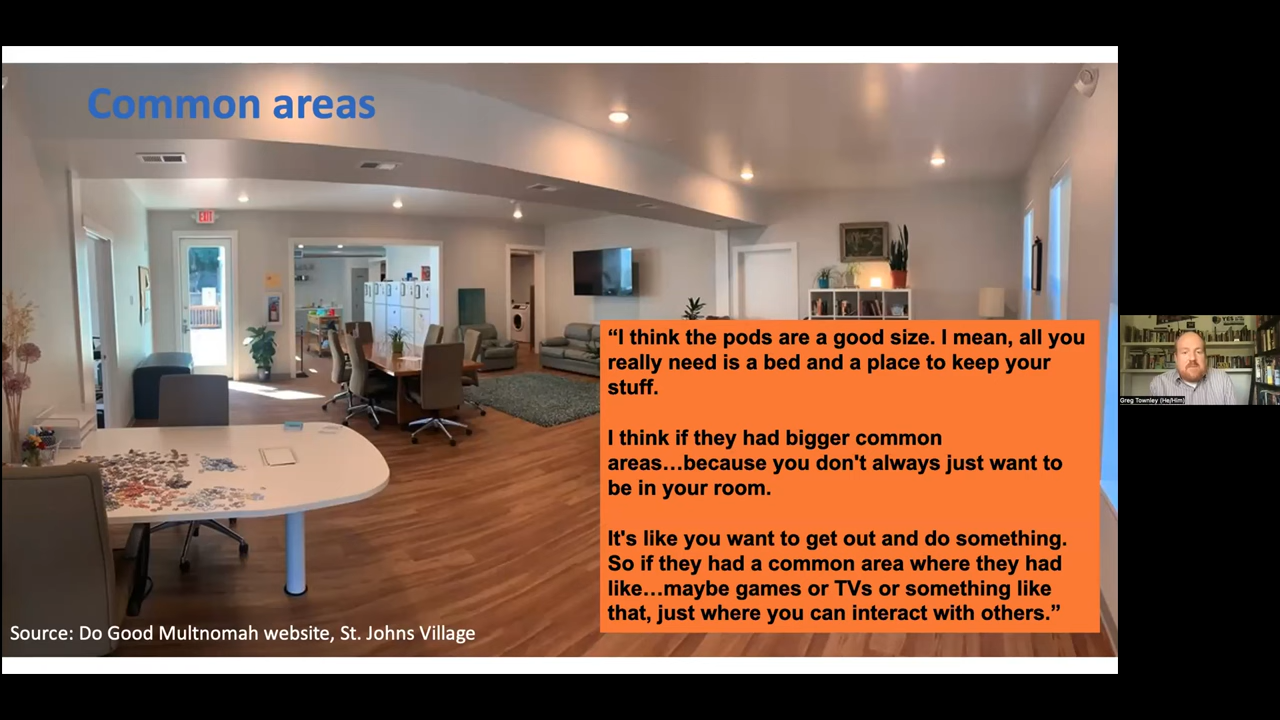 Common areas
EXIT
“I think the pods are a good size. I mean, all you
really need is a bed and a place to keep your
stuff.
I think if they had bigger common
areas…because you don't always just want to
be in your room.
It's like you want to get out and do something.
So if they had a common area where they had
like…maybe games or TVs or something like
that, just where you can interact with others.”
Source: Do Good Multnomah website, St. Johns Village
YES
Greg Townley (He/Him)